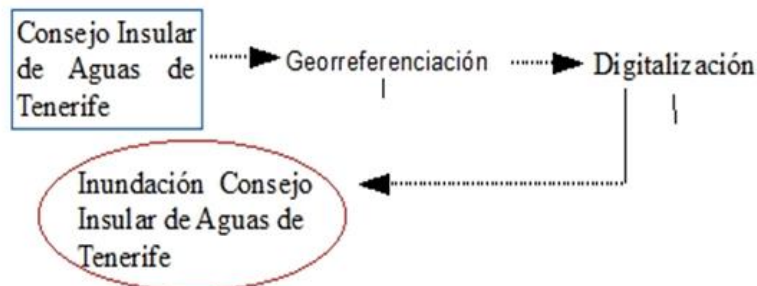 Consejo Insular
de Aguas de
Tenerife
Georreferenciación
Digitalización
Inundación Consejo
Insular de Aguas de
Tenerife